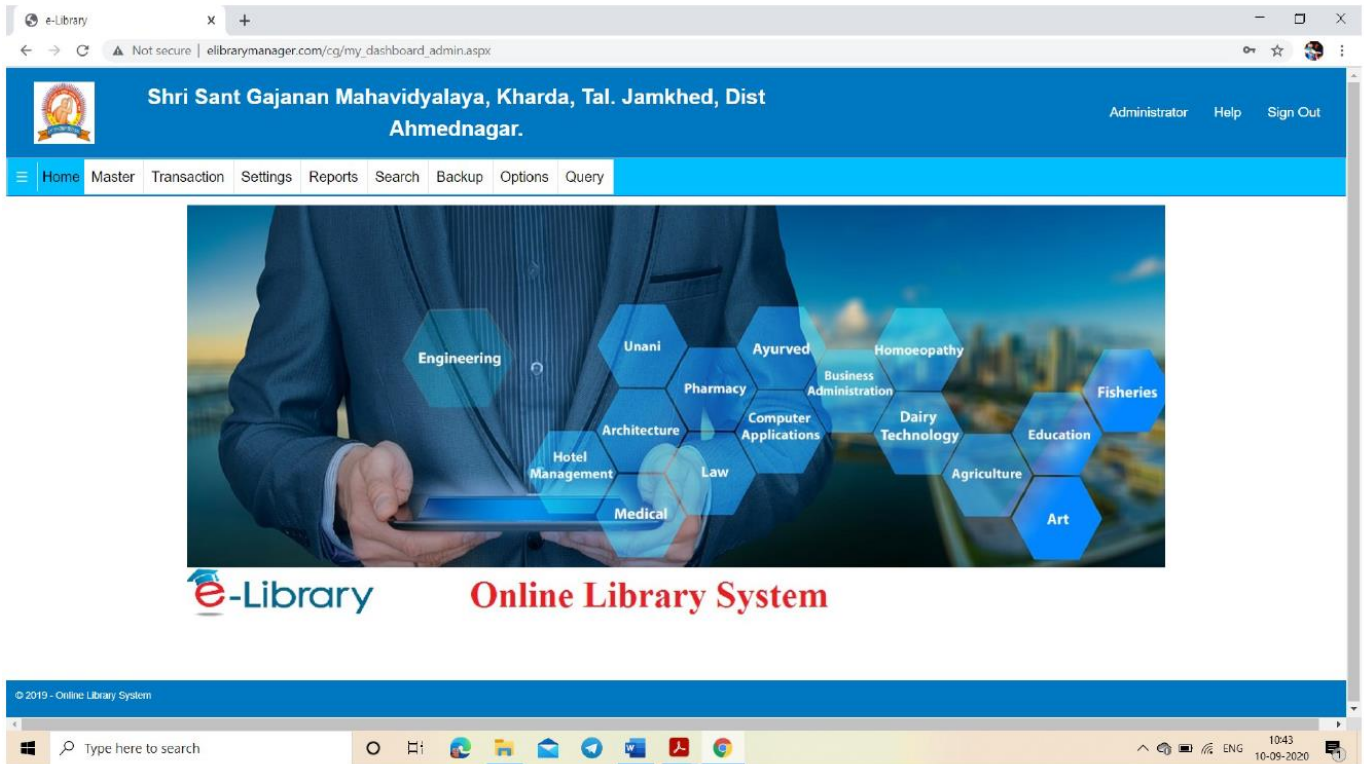 e-Library
Not secure | elibrarymanager.com/cg/my_dashboard_admin.aspx
Shri Sant Gajanan Mahavidyalaya, Kharda, Tal. Jamkhed, Dist
Ahmednagar.
Administrator Help Sign Out
Home Master Transaction Settings Reports Search Backup Options Query
Engineering
Unani
Ayurved
Homoeopathy
Pharmacy
Business
Administration
Fisheries
Architecture
Computer
Applications
Dairy
Technology
Education
Hotel
Management
Law
Agriculture
Medical
Art
e-Library Online Library System
© 2019 - Online Library System
Type here to search
ENG
10:43
10-09-2020
1